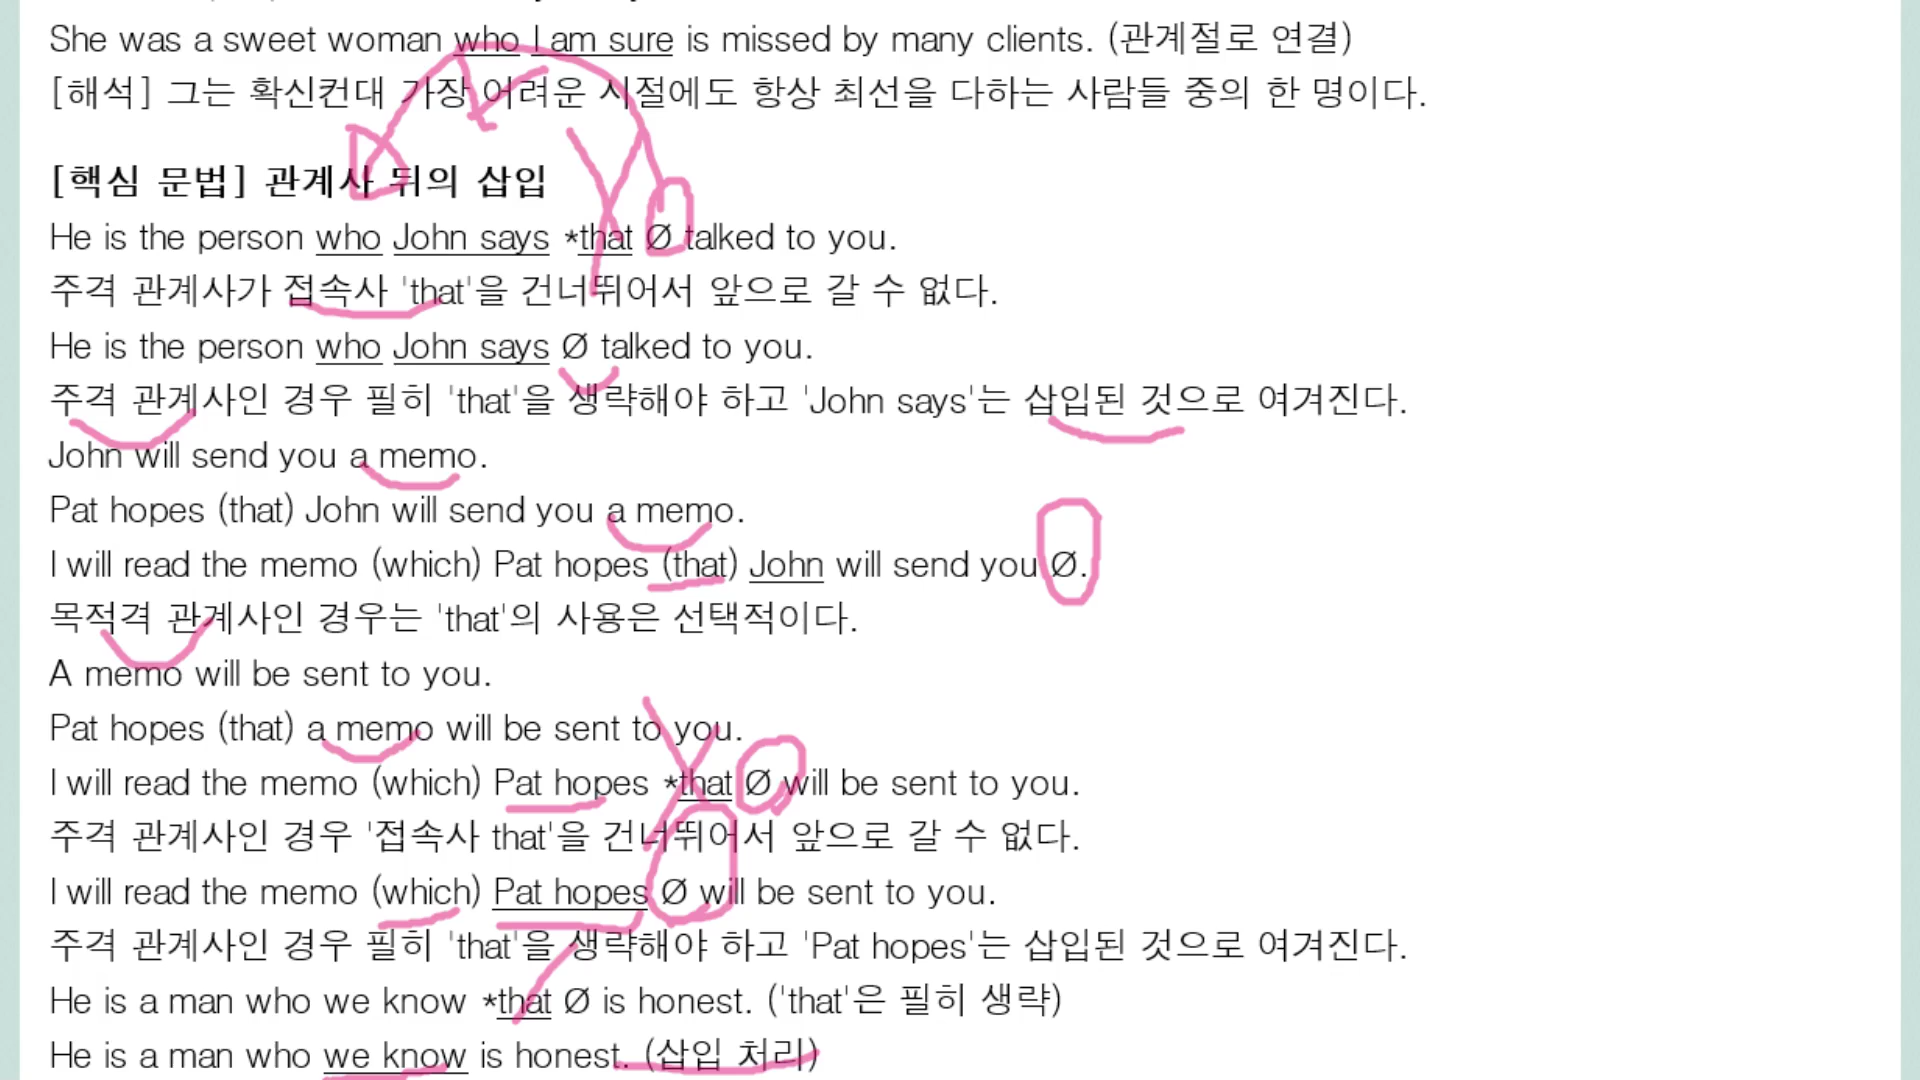 She was a sweet woman who I am sure is missed by many clients. (관계절로 연결)
[해석] 그는 확신컨대 가장 어려운 시절에도 항상 최선을 다하는 사람들 중의 한 명이다.
[핵심 문법] 관계사 뒤의 삽입
He is the person who John says *that Ø talked to you.
주격 관계사가 접속사 'that'을 건너뛰어서 앞으로 갈 수 없다.
He is the person who John says Ø talked to you.
주격 관계사인 경우 필히 'that'을 생략해야 하고 'John says'는 삽입된 것으로 여겨진다.
John will send you a memo.
Pat hopes (that) John will send you a memo.
I will read the memo (which) Pat hopes (that) John will send you Ø.
목적격 관계사인 경우는 'that'의 사용은 선택적이다.
A memo will be sent to you.
Pat hopes (that) a memo will be sent to you.
I will read the memo (which) Pat hopes *that Ø will be sent to you.
주격 관계사인 경우 '접속사 that'을 건너뛰어서 앞으로 갈 수 없다.
I will read the memo (which) Pat hopes Ø will be sent to you.
주격 관계사인 경우 필히 'that'을 생략해야 하고 'Pat hopes'는 삽입된 것으로 여겨진다.
He is a man who we know *that Ø is honest. ('that'은 필히 생략)
He is a man who we know is honest. (삽입 처리)